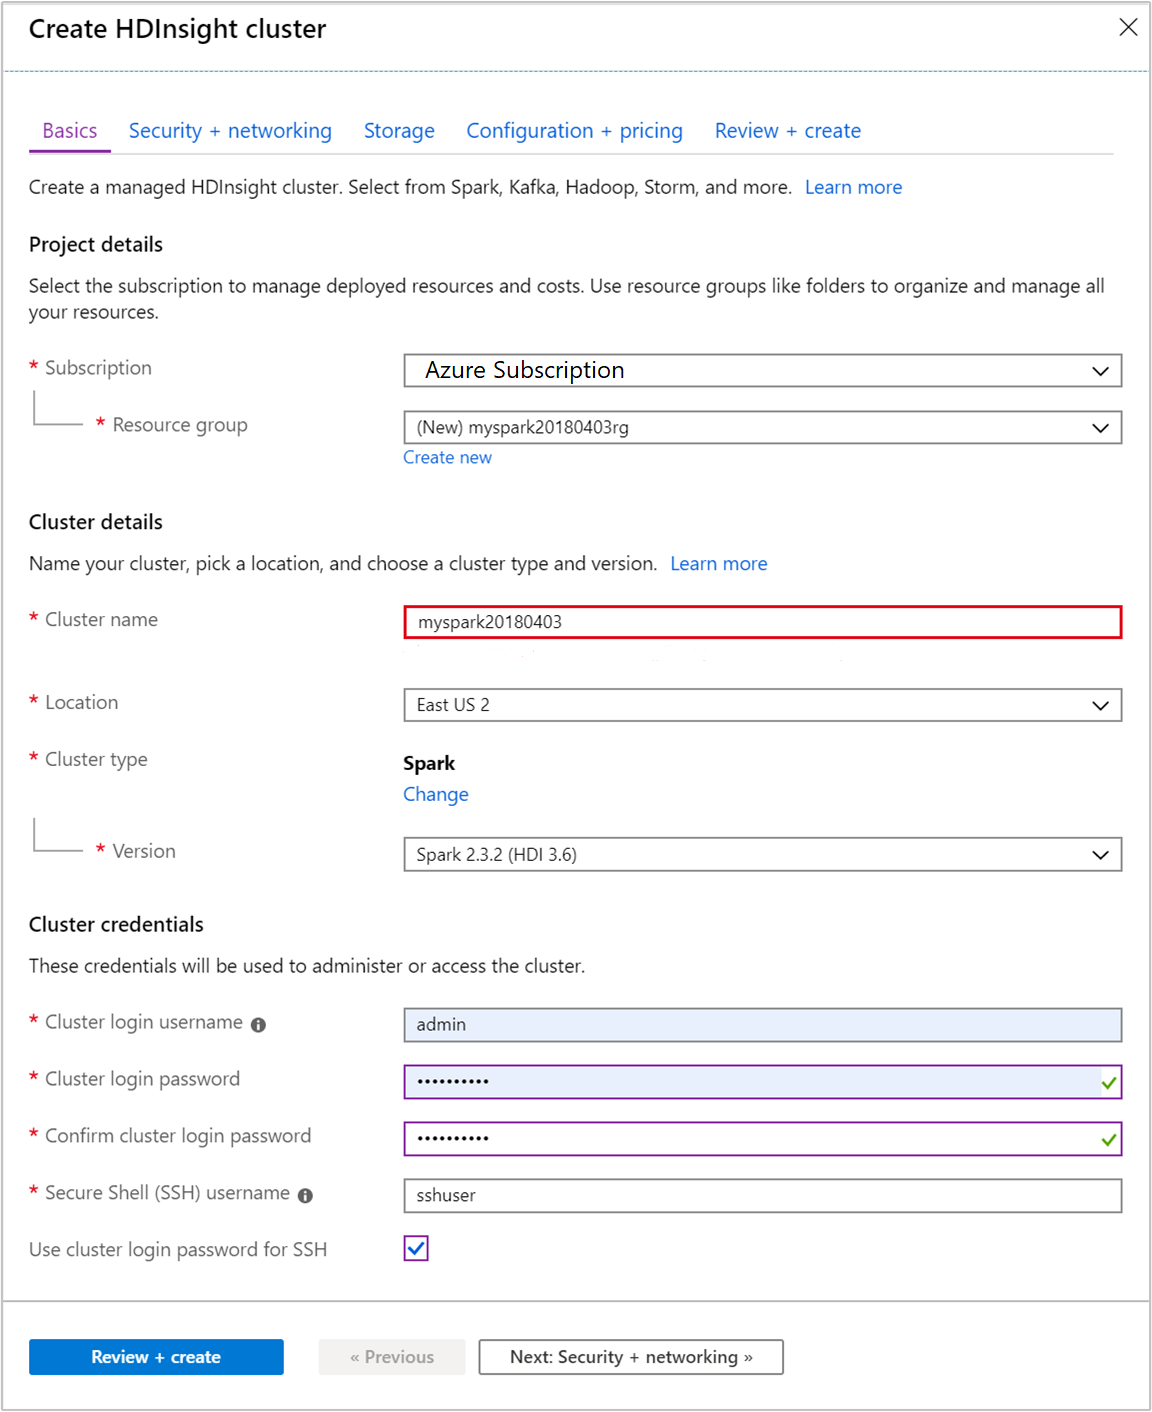 Create HDInsight cluster
Basics Security + networking Storage Configuration + pricing Review + create
Create a managed HDInsight cluster. Select from Spark, Kafka, Hadoop, Storm, and more. Learn more
Project details
Select the subscription to manage deployed resources and costs. Use resource groups like folders to organize and manage all
your resources.
* Subscription Azure Subscription
* Resource group (New) myspark20180403rg
Create new
Cluster details
Name your cluster, pick a location, and choose a cluster type and version. Learn more
* Cluster name myspark20180403
* Location East US 2
* Cluster type Spark
Change
* Version Spark 2.3.2 (HDI 3.6)
Cluster credentials
These credentials will be used to administer or access the cluster.
* Cluster login username admin
* Cluster login password ••••••••••
* Confirm cluster login password ••••••••••
* Secure Shell (SSH) username sshuser
Use cluster login password for SSH
Review + create « Previous Next: Security + networking »